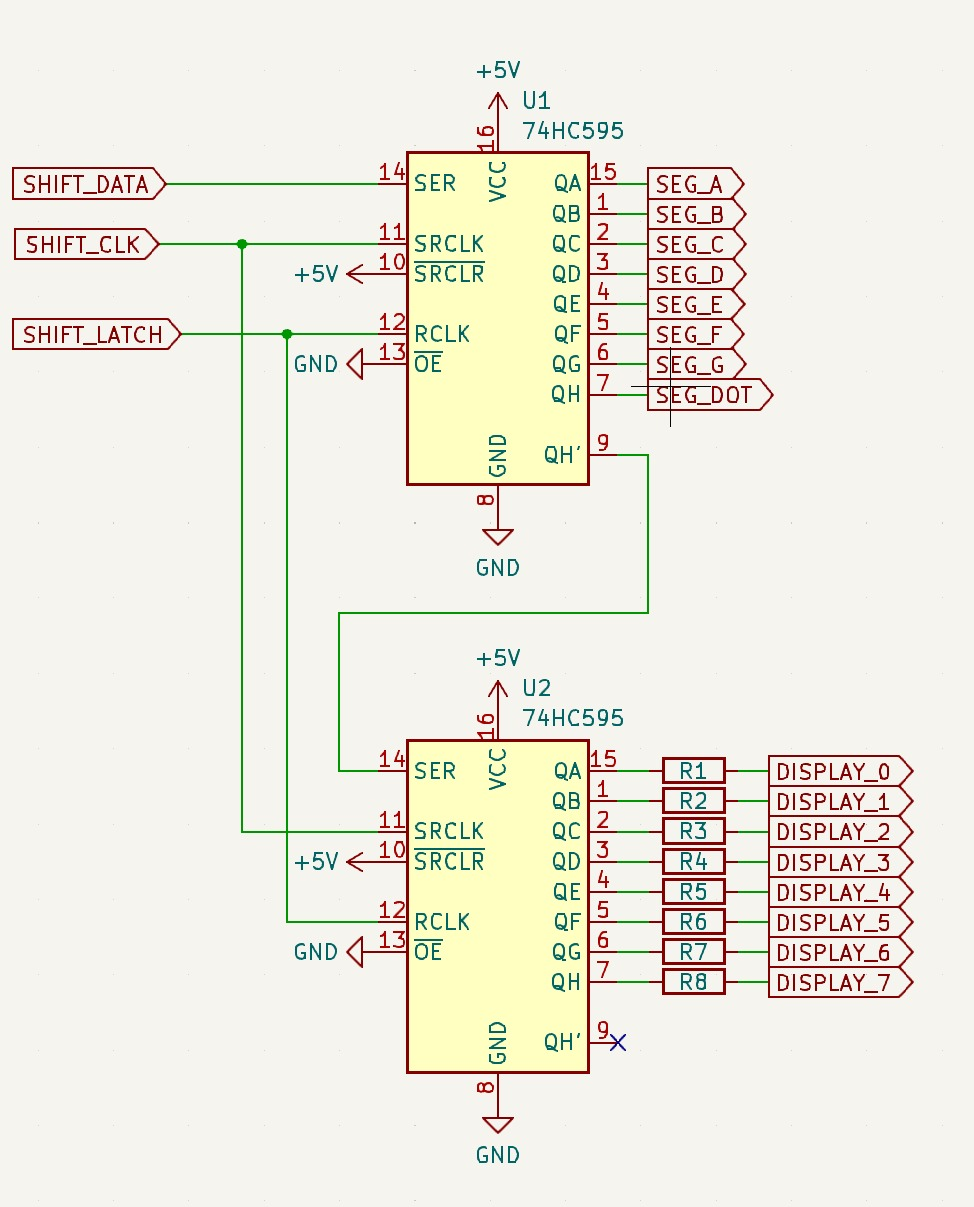 +5V
U1
74HC595
16
VCC
SHIFT_DATA
14
SER
QA
15
SEG_A
QB
1
SEG_B
SHIFT_CLK
11
SRCLK
QC
2
SEG_C
+5V
10
SRCLR
QD
3
SEG_D
QE
4
SEG_E
SHIFT_LATCH
12
RCLK
QF
5
SEG_F
GND
13
OE
QG
6
SEG_G
QH
7
SEG_DOT
GND
QH'
9
8
GND
+5V
U2
74HC595
16
VCC
14
SER
QA
15
R1
DISPLAY_0
QB
1
R2
DISPLAY_1
11
SRCLK
QC
2
R3
DISPLAY_2
+5V
10
SRCLR
QD
3
R4
DISPLAY_3
QE
4
R5
DISPLAY_4
12
RCLK
QF
5
R6
DISPLAY_5
GND
13
OE
QG
6
R7
DISPLAY_6
QH
7
R8
DISPLAY_7
GND
QH'
9
8
GND